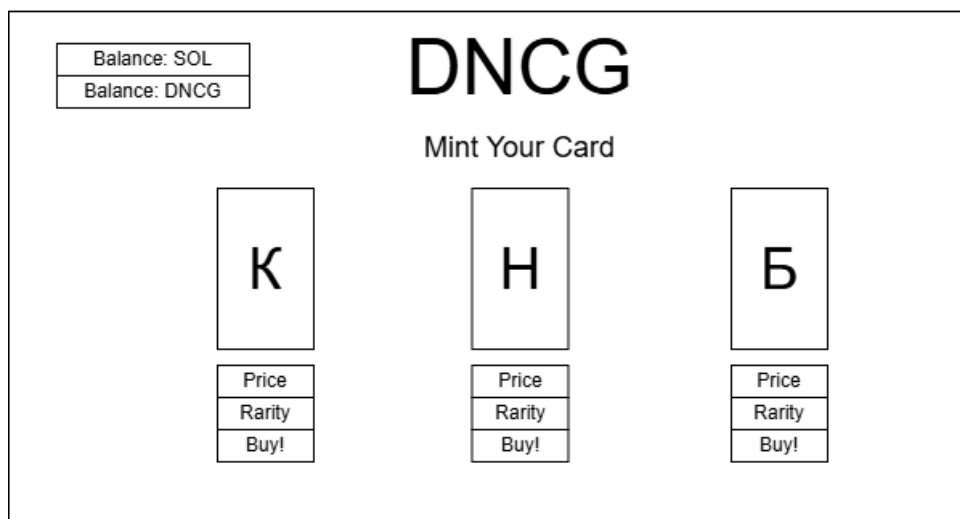 Balance: SOL
Balance: DNCG
DNCG
Mint Your Card
К
Н
Б
Price
Rarity
Buy!
Price
Rarity
Buy!
Price
Rarity
Buy!